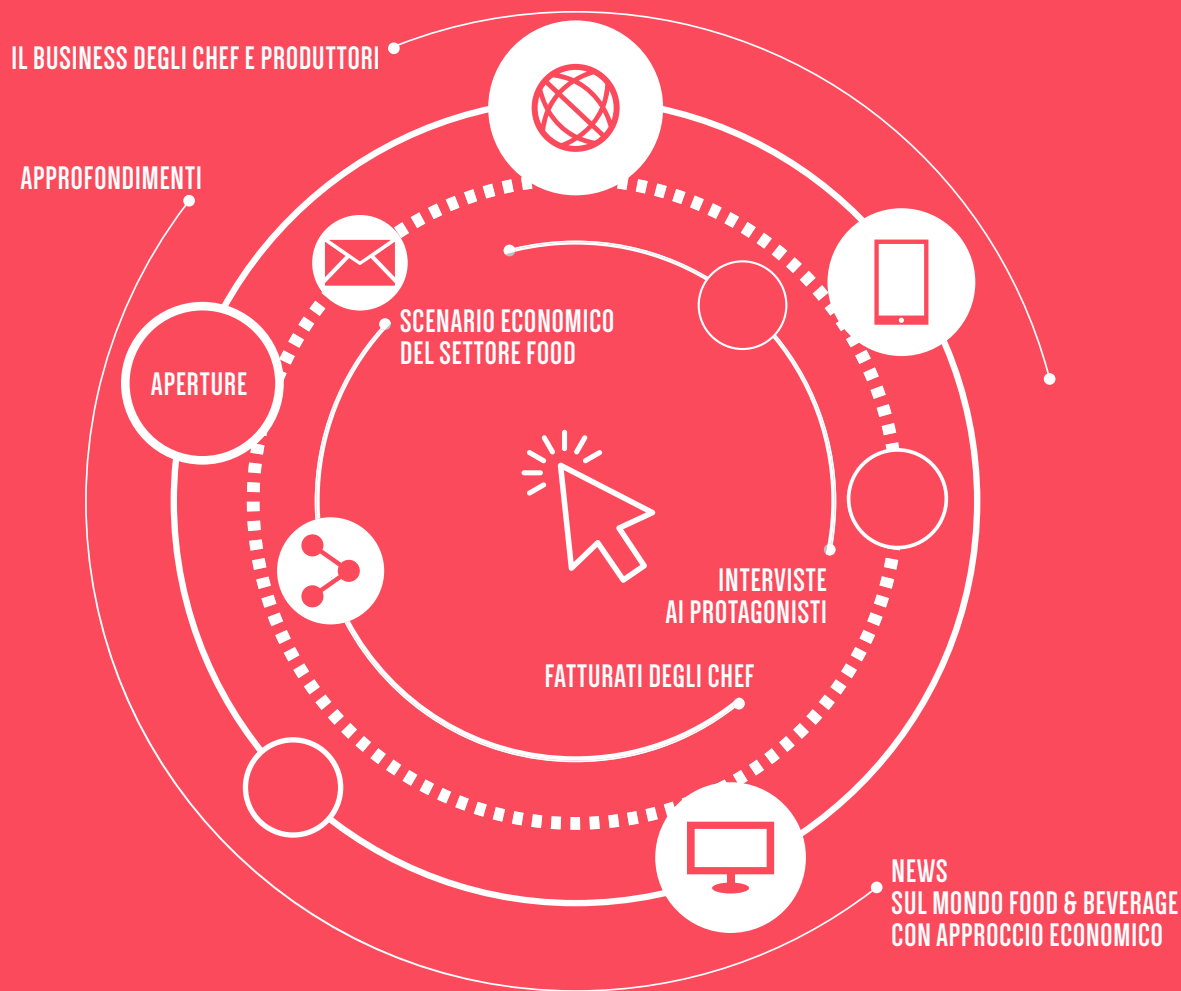 IL BUSINESS DEGLI CHEF E PRODUTTORI
APPROFONDIMENTI
SCENARIO ECONOMICO
DEL SETTORE FOOD
APERTURE
INTERVISTE
AI PROTAGONISTI
FATTURATI DEGLI CHEF
NEWS
SUL MONDO FOOD & BEVERAGE
CON APPROCCIO ECONOMICO